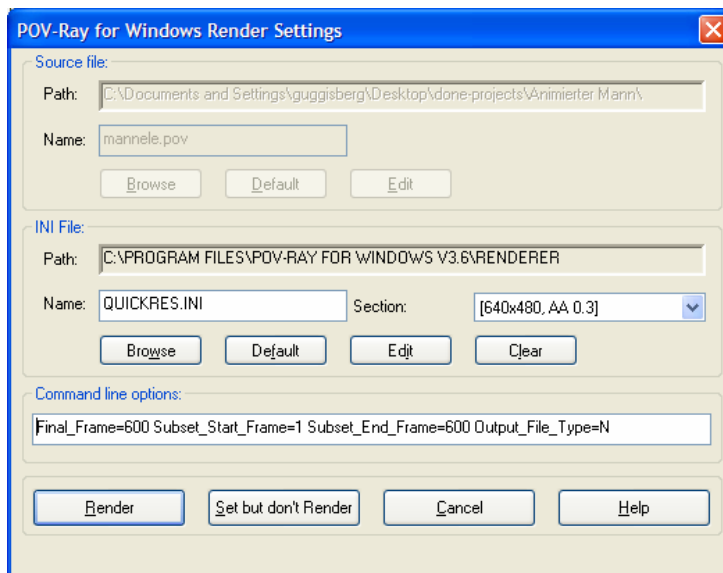 POV-Ray for Windows Render Settings
Source file:
Path: C:\Documents and Settings\guggisberg\Desktop\done-projects\Animierter Mann\
Name: mannele.pov
Browse Default Edit
INI File:
Path: C:\PROGRAM FILES\POV-RAY FOR WINDOWS V3.6\RENDERER
Name: QUICKRES.INI Section: [640x480, AA 0.3]
Browse Default Edit Clear
Command line options:
Final_Frame=600 Subset_Start_Frame=1 Subset_End_Frame=600 Output_File_Type=N
Render Set but don't Render Cancel Help